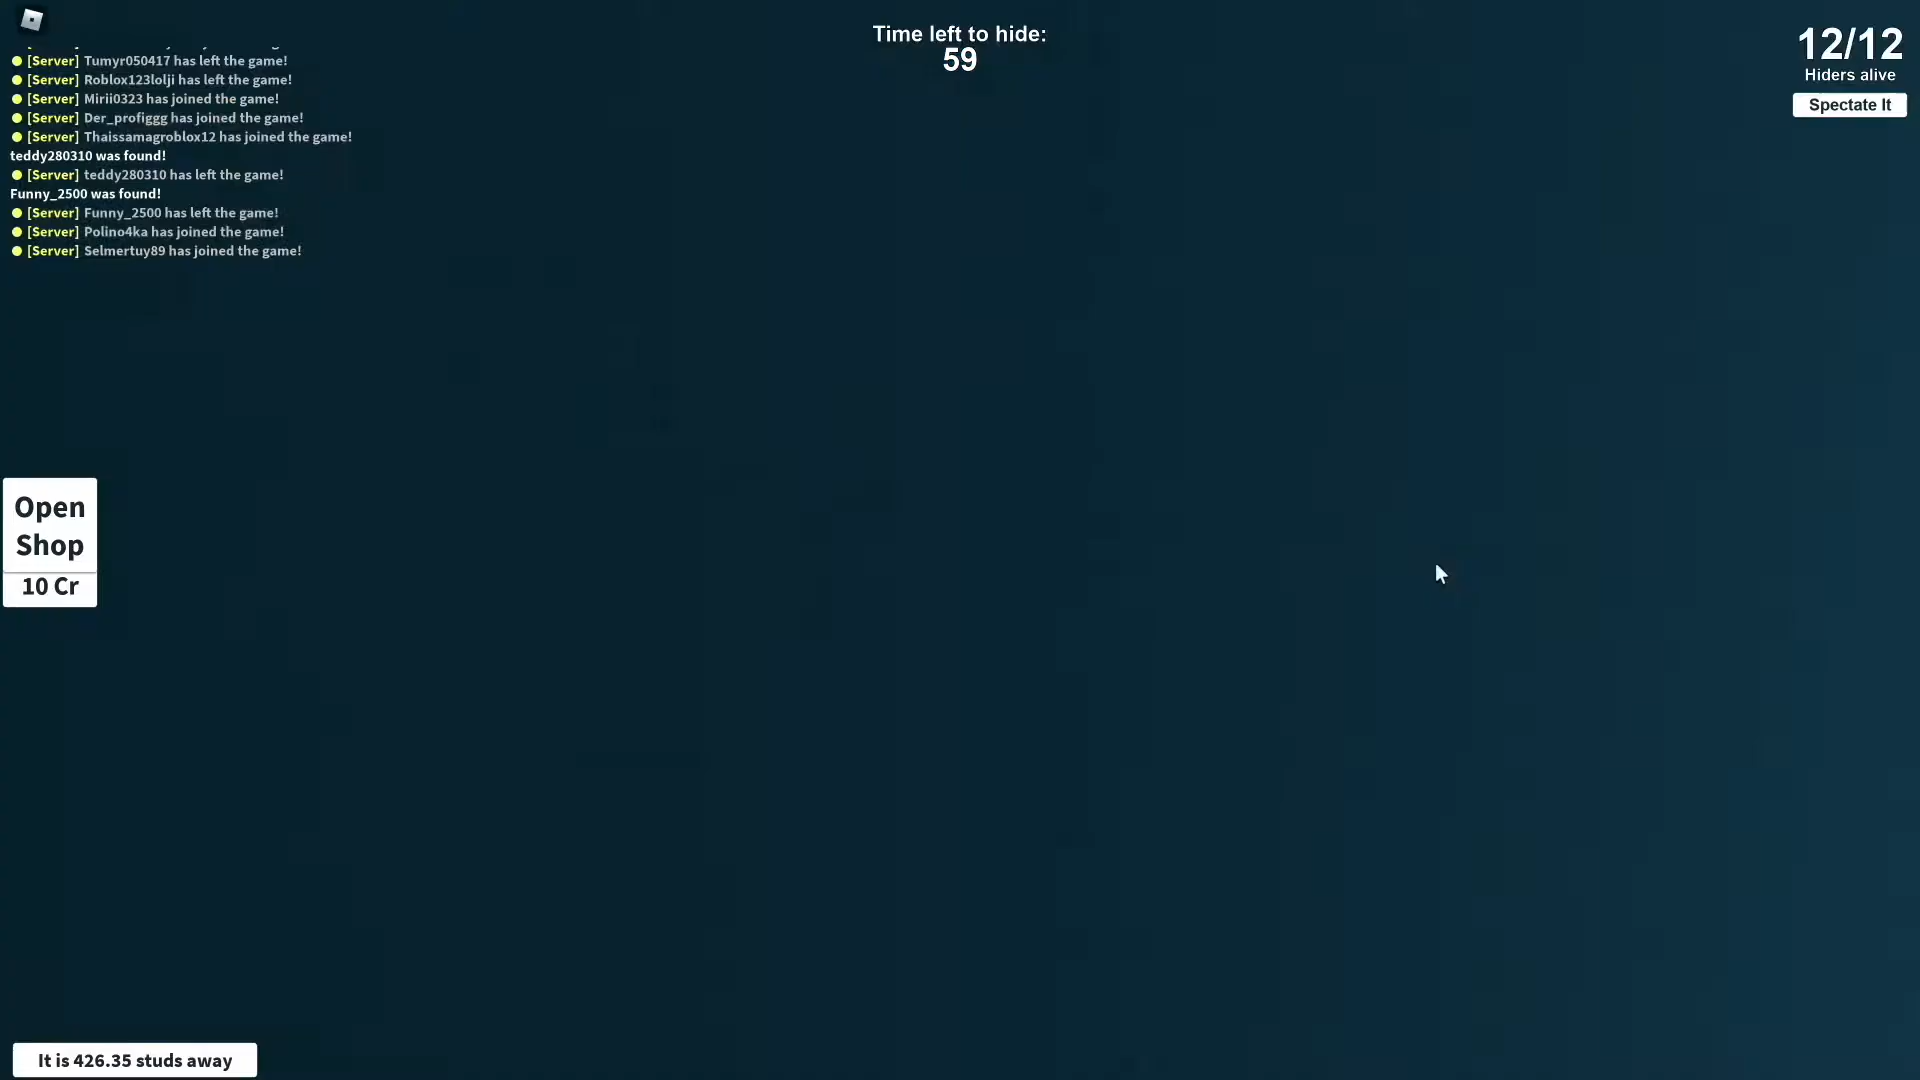 Time left to hide:
59
12/12
Hiders alive
Spectate It
[Server] Tumyr050417 has left the game!
[Server] Roblox123lolji has left the game!
[Server] Mirii0323 has joined the game!
[Server] Der_profiggg has joined the game!
[Server] Thaissamagroblox12 has joined the game!
teddy280310 was found!
[Server] teddy280310 has left the game!
Funny_2500 was found!
[Server] Funny_2500 has left the game!
[Server] Polino4ka has joined the game!
[Server] Selmertuy89 has joined the game!
Open
Shop
10 Cr
It is 426.35 studs away